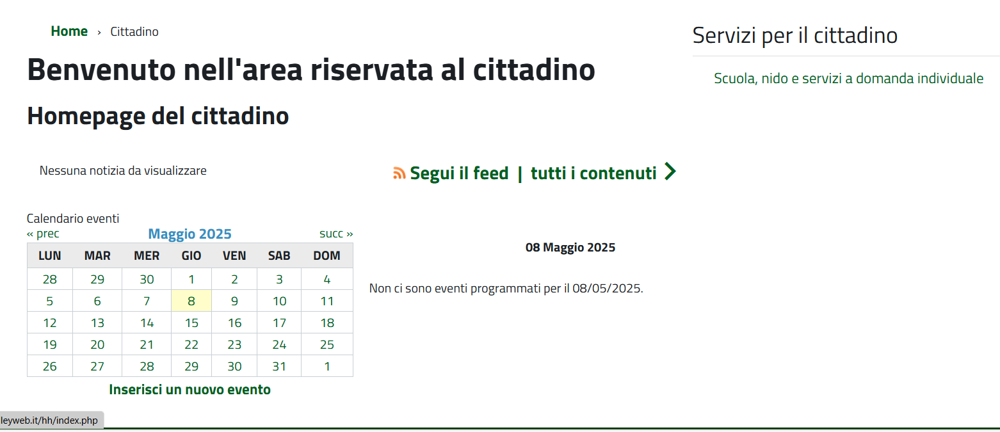 Home › Cittadino
Benvenuto nell'area riservata al cittadino
Homepage del cittadino
Nessuna notizia da visualizzare
Segui il feed | tutti i contenuti
Calendario eventi
« prec Maggio 2025 succ »
LUN MAR MER GIO VEN SAB DOM
28 29 30 1 2 3 4
5 6 7 8 9 10 11
12 13 14 15 16 17 18
19 20 21 22 23 24 25
26 27 28 29 30 31 1
Inserisci un nuovo evento
08 Maggio 2025
Non ci sono eventi programmati per il 08/05/2025.
Servizi per il cittadino
Scuola, nido e servizi a domanda individuale
leyweb.it/hh/index.php